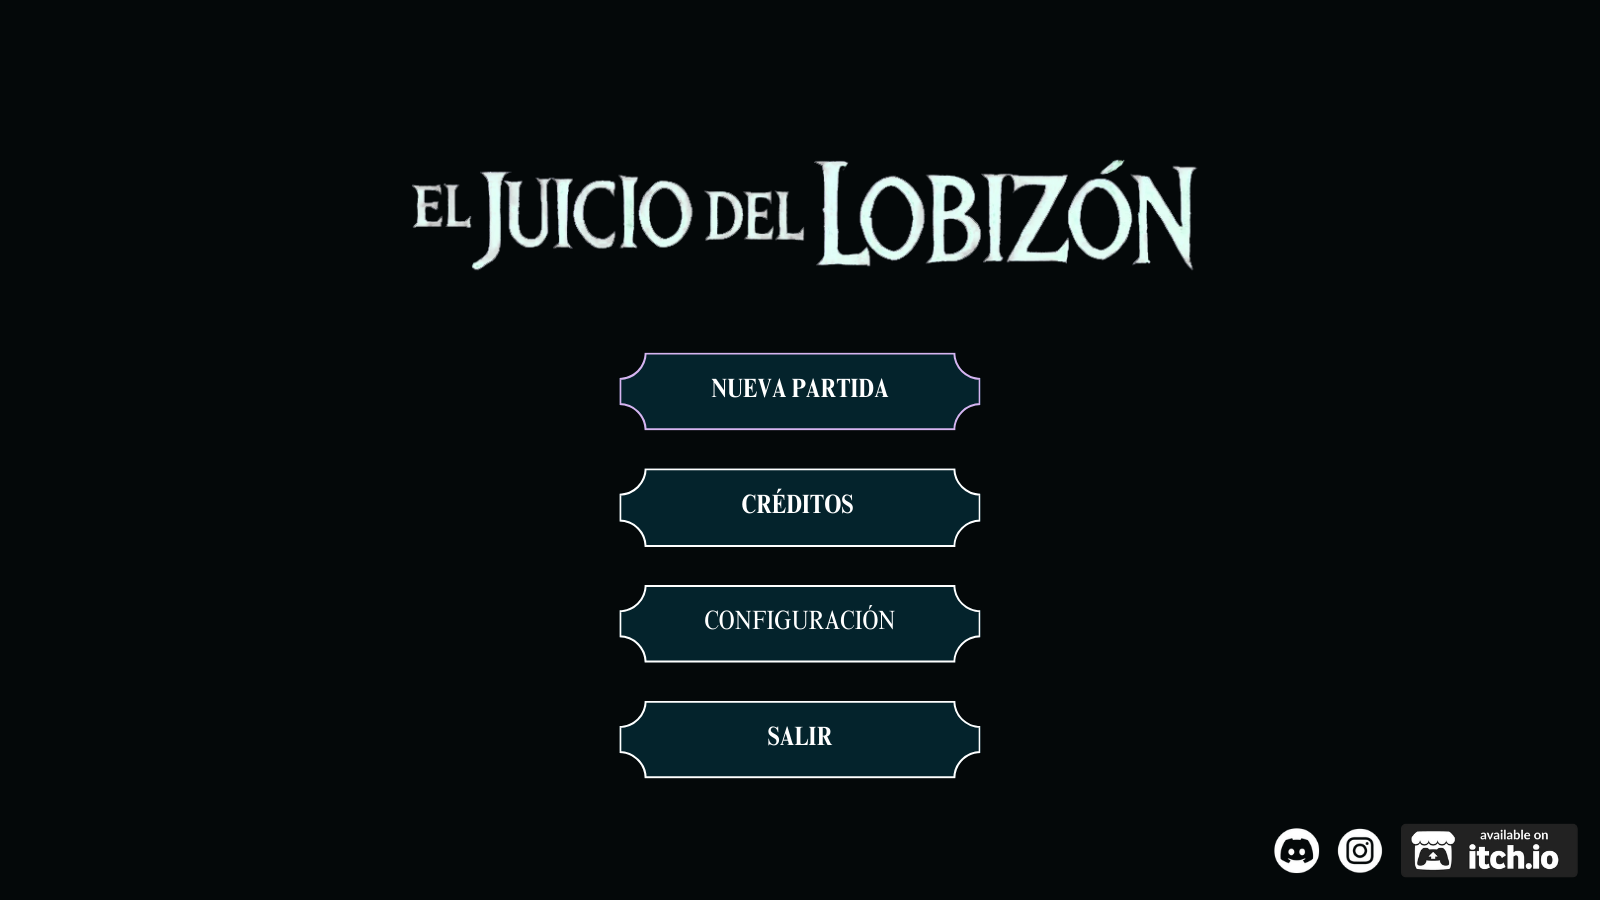 EL JUICIO DEL LOBIZÓN
NUEVA PARTIDA
CRÉDITOS
CONFIGURACIÓN
SALIR
available on
itch.io